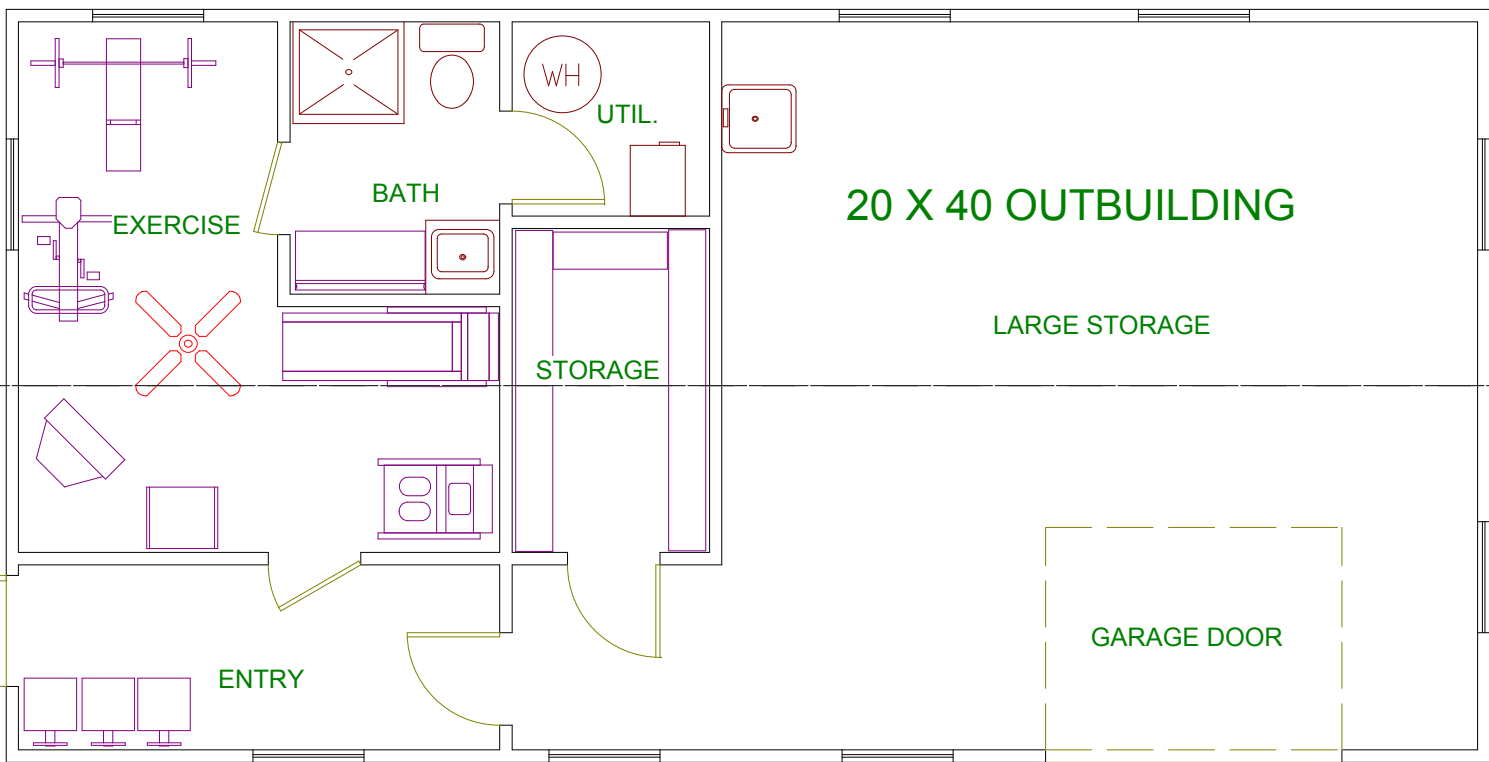 WH
UTIL.
BATH
20 X 40 OUTBUILDING
EXERCISE
LARGE STORAGE
STORAGE
GARAGE DOOR
ENTRY